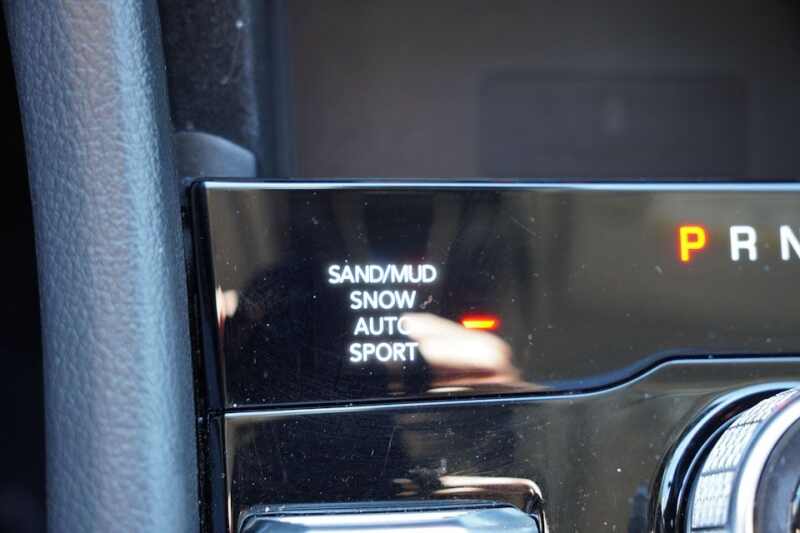 SAND/MUD
SNOW
AUTO
SPORT
P R N